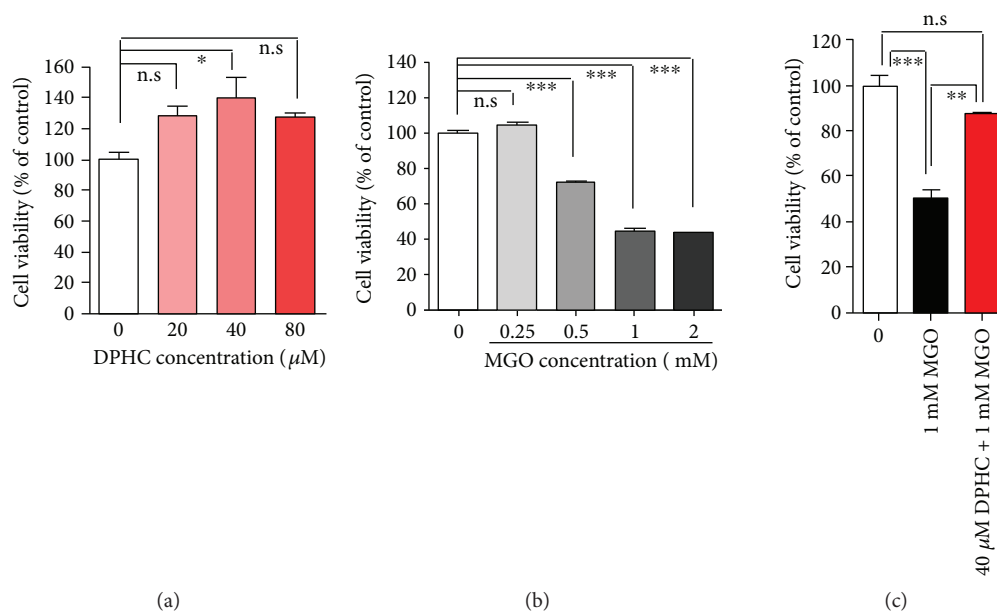 n.s
*
n.s
Cell viability (% of control)
160
140
120
100
80
60
40
20
0
0 20 40 80
DPHC concentration (μM)
(a)
***
***
***
n.s
Cell viability (% of control)
140
120
100
80
60
40
20
0
0 0.25 0.5 1 2
MGO concentration ( mM)
(b)
n.s
***
**
Cell viability (% of control)
120
100
80
60
40
20
0
0
1 mM MGO
40 μM DPHC + 1 mM MGO
(c)